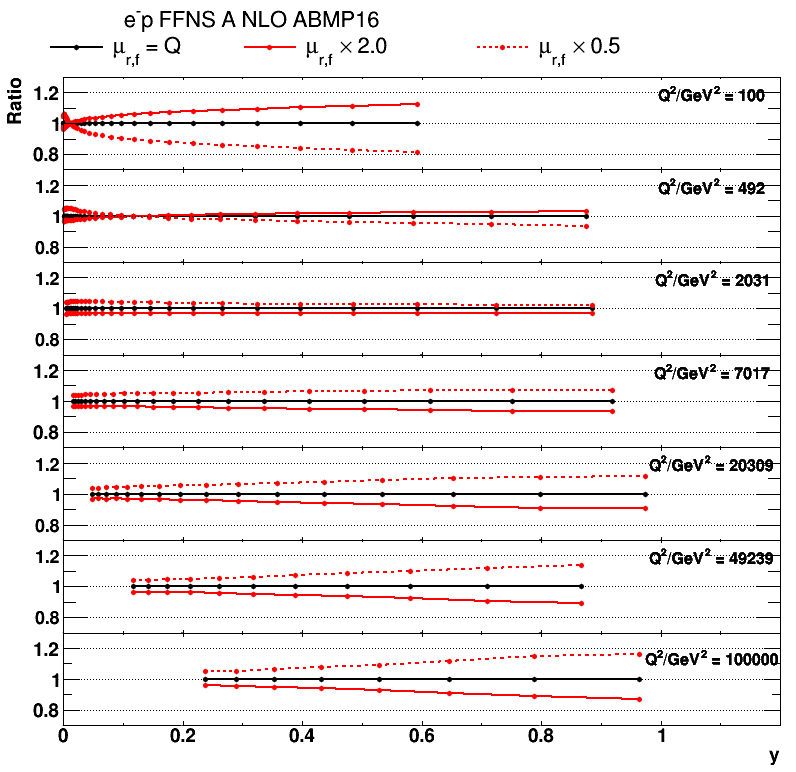 e⁻p FFNS A NLO ABMP16
μr,f = Q μr,f × 2.0 μr,f × 0.5
Ratio
Q²/GeV² = 100
1.2
1
0.8
Q²/GeV² = 492
1.2
1
0.8
Q²/GeV² = 2031
1.2
1
0.8
Q²/GeV² = 7017
1.2
1
0.8
Q²/GeV² = 20309
1.2
1
0.8
Q²/GeV² = 49239
1.2
1
0.8
Q²/GeV² = 100000
1.2
1
0.8
0 0.2 0.4 0.6 0.8 1
y